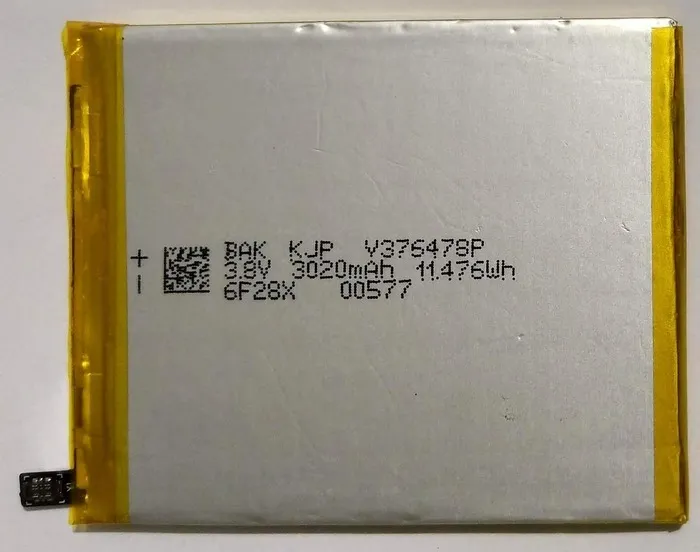 BAK KJP V376478P
3.8V 3020mAh 11.476Wh
6F28X 00577
+
−